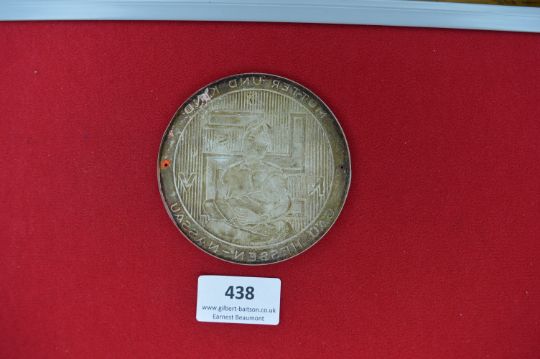 MUTTER UND KIND
N V
GAU HESSEN-NASSAU
438
www.gilbert-baitson.co.uk
Earnest Beaumont